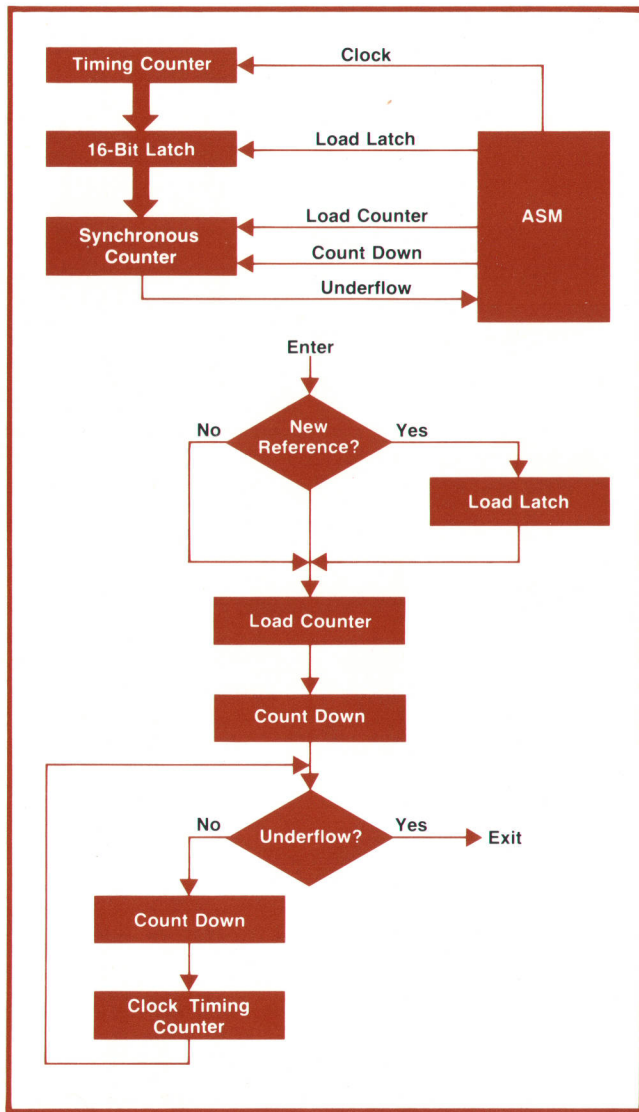 Timing Counter
Clock
16-Bit Latch
Load Latch
ASM
Synchronous
Counter
Load Counter
Count Down
Underflow
Enter
No
New
Reference?
Yes
Load Latch
Load Counter
Count Down
No
Underflow?
Yes
Exit
Count Down
Clock Timing
Counter